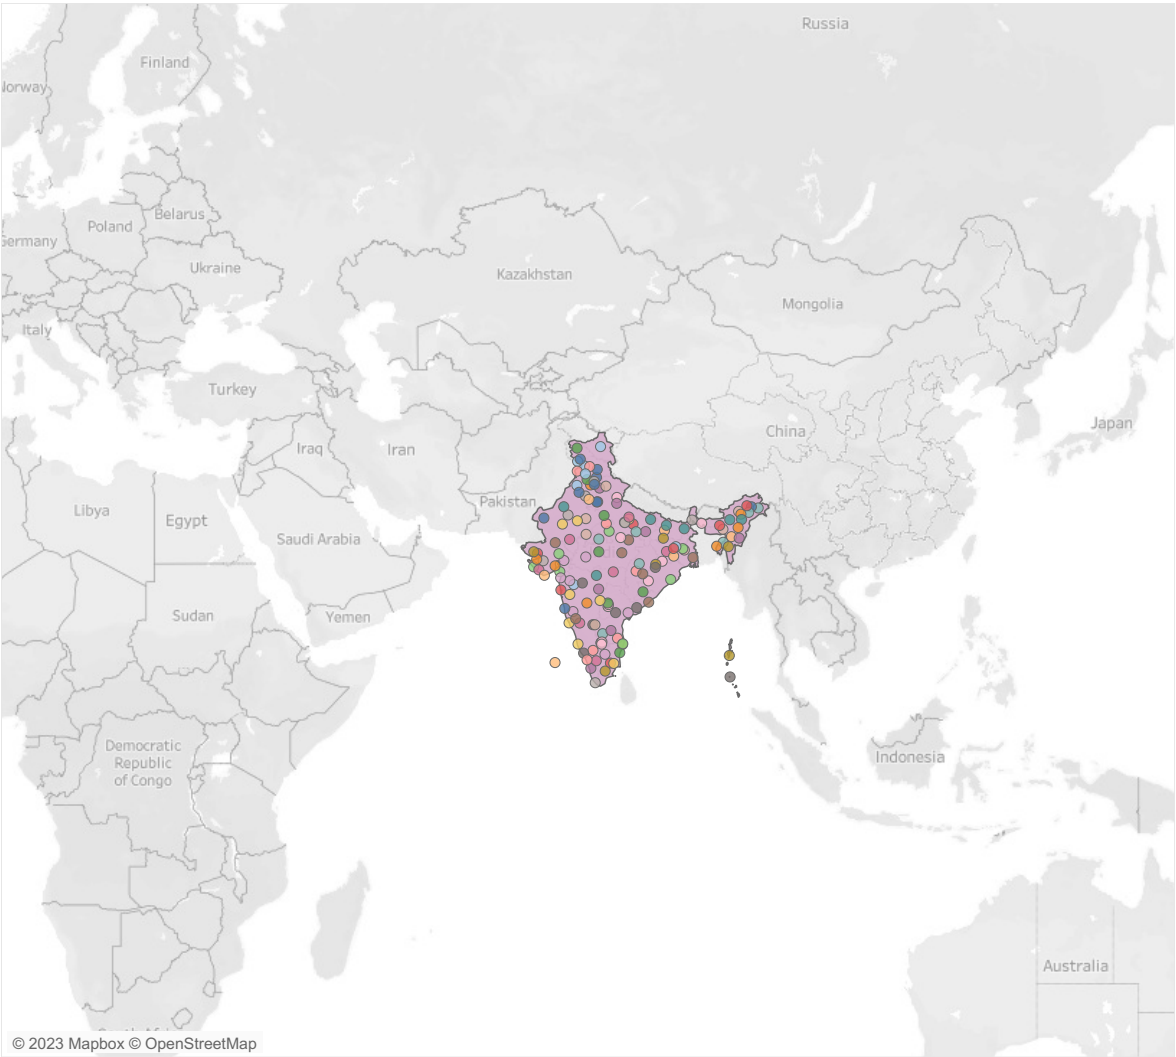 Russia
Finland
Norway
Belarus
Poland
Germany
Ukraine
Kazakhstan
Mongolia
Italy
Turkey
Japan
China
Iraq
Iran
Pakistan
Libya
Egypt
Saudi Arabia
Sudan
Yemen
Democratic
Republic
of Congo
Indonesia
Australia
© 2023 Mapbox © OpenStreetMap